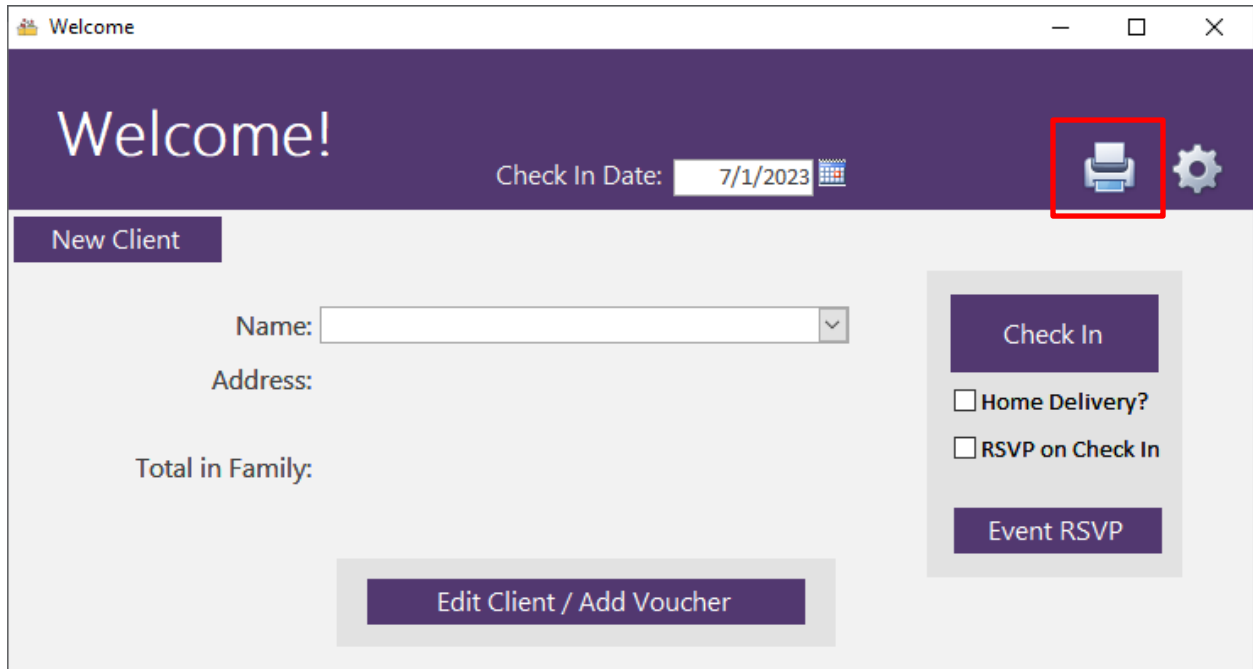 Welcome
Welcome!
Check In Date: 7/1/2023
New Client
Name:
Check In
Address:
Home Delivery?
RSVP on Check In
Total in Family:
Event RSVP
Edit Client / Add Voucher